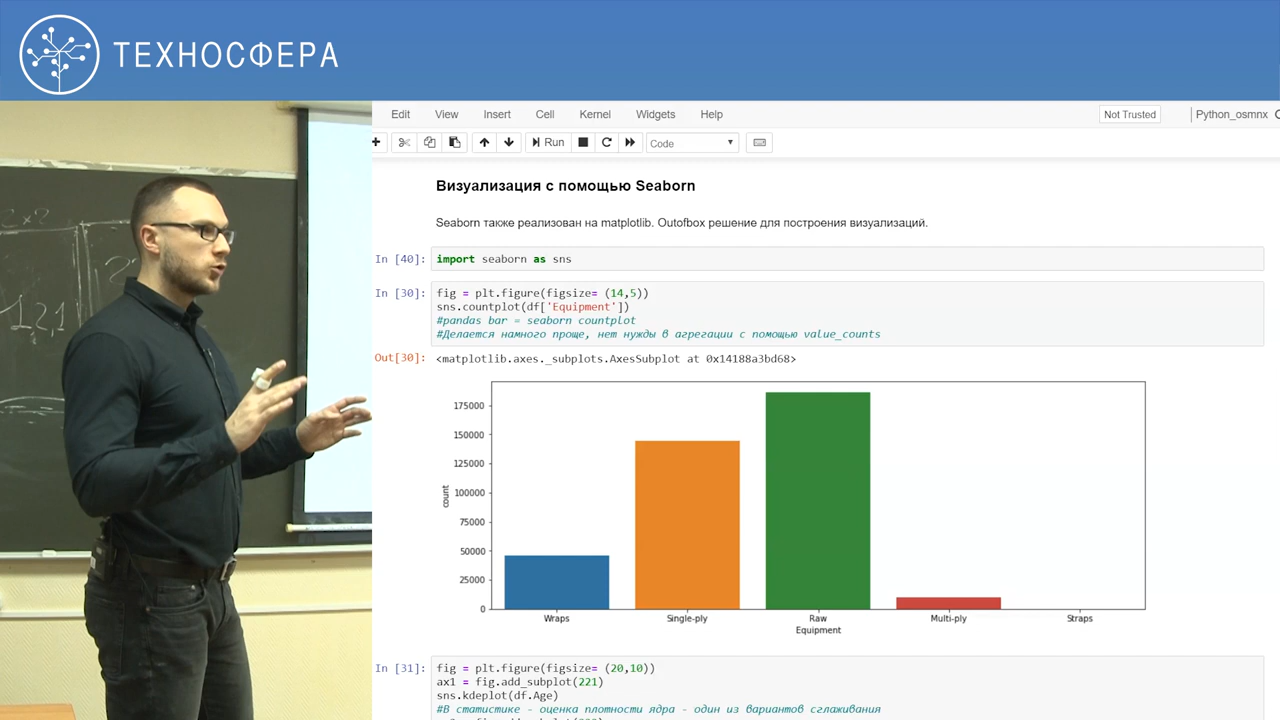 ТЕХНОСФЕРА
Edit View Insert Cell Kernel Widgets Help
Not Trusted
Python_osmnx
Run
Code
Визуализация с помощью Seaborn
Seaborn также реализован на matplotlib. Outofbox решение для построения визуализаций.
In [40]: import seaborn as sns
In [30]: fig = plt.figure(figsize= (14,5))
sns.countplot(df['Equipment'])
#pandas bar = seaborn countplot
#Делается намного проще, нет нужды в агрегации с помощью value_counts
Out[30]: <matplotlib.axes._subplots.AxesSubplot at 0x14188a3bd68>
175000
150000
125000
100000
75000
50000
25000
0
count
Wraps Single-ply Raw Multi-ply Straps
Equipment
In [31]: fig = plt.figure(figsize= (20,10))
ax1 = fig.add_subplot(221)
sns.kdeplot(df.Age)
#В статистике - оценка плотности ядра - один из вариантов сглаживания